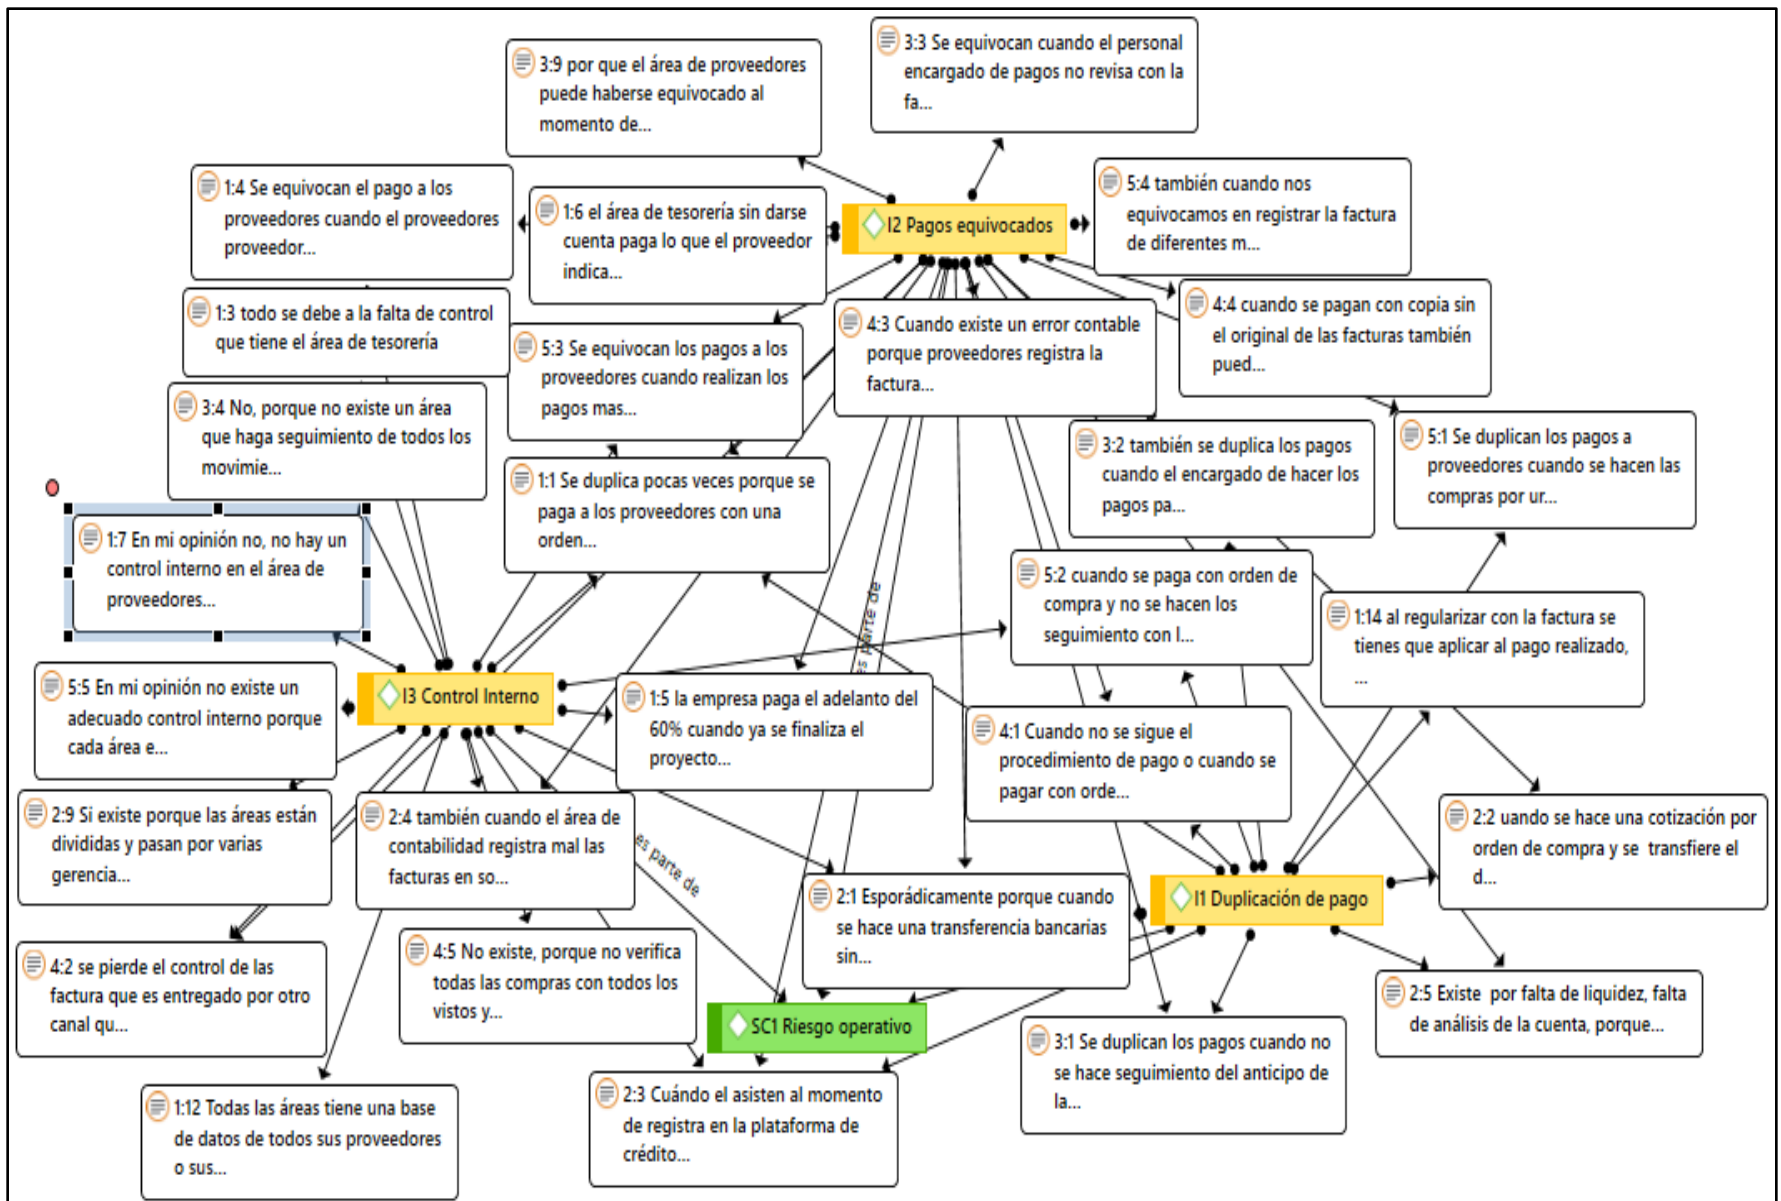 3:3 Se equivocan cuando el personal
encargado de pagos no revisa con la
fa...
3:9 por que el área de proveedores
puede haberse equivocado al
momento de...
1:4 Se equivocan el pago a los
proveedores cuando el proveedores
proveedor...
1:6 el área de tesorería sin darse
cuenta paga lo que el proveedor
indica...
I2 Pagos equivocados
5:4 también cuando nos
equivocamos en registrar la factura
de diferentes m...
1:3 todo se debe a la falta de control
que tiene el área de tesorería
5:3 Se equivocan los pagos a los
proveedores cuando realizan los
pagos mas...
4:3 Cuando existe un error contable
porque proveedores registra la
factura...
4:4 cuando se pagan con copia sin
el original de las facturas también
pued...
3:4 No, porque no existe un área
que haga seguimiento de todos los
movimie...
1:1 Se duplica pocas veces porque se
paga a los proveedores con una
orden...
3:2 también se duplica los pagos
cuando el encargado de hacer los
pagos pa...
5:1 Se duplican los pagos a
proveedores cuando se hacen las
compras por ur...
1:7 En mi opinión no, no hay un
control interno en el área de
proveedores...
5:2 cuando se paga con orden de
compra y no se hacen los
seguimiento con l...
1:14 al regularizar con la factura se
tienes que aplicar al pago realizado,
...
es parte de
5:5 En mi opinión no existe un
adecuado control interno porque
cada área e...
I3 Control Interno
1:5 la empresa paga el adelanto del
60% cuando ya se finaliza el
proyecto...
4:1 Cuando no se sigue el
procedimiento de pago o cuando se
pagar con orde...
2:9 Si existe porque las áreas están
divididas y pasan por varias
gerencia...
2:4 también cuando el área de
contabilidad registra mal las
facturas en so...
es parte de
2:1 Esporádicamente porque cuando
se hace una transferencia bancarias
sin...
I1 Duplicación de pago
2:2 uando se hace una cotización por
orden de compra y se transfiere el
d...
4:2 se pierde el control de las
factura que es entregado por otro
canal qu...
4:5 No existe, porque no verifica
todas las compras con todos los
vistos y...
SC1 Riesgo operativo
3:1 Se duplican los pagos cuando no
se hace seguimiento del anticipo de
la...
2:5 Existe por falta de liquidez, falta
de análisis de la cuenta, porque...
1:12 Todas las áreas tiene una base
de datos de todos sus proveedores
o sus...
2:3 Cuándo el asisten al momento
de registra en la plataforma de
crédito...